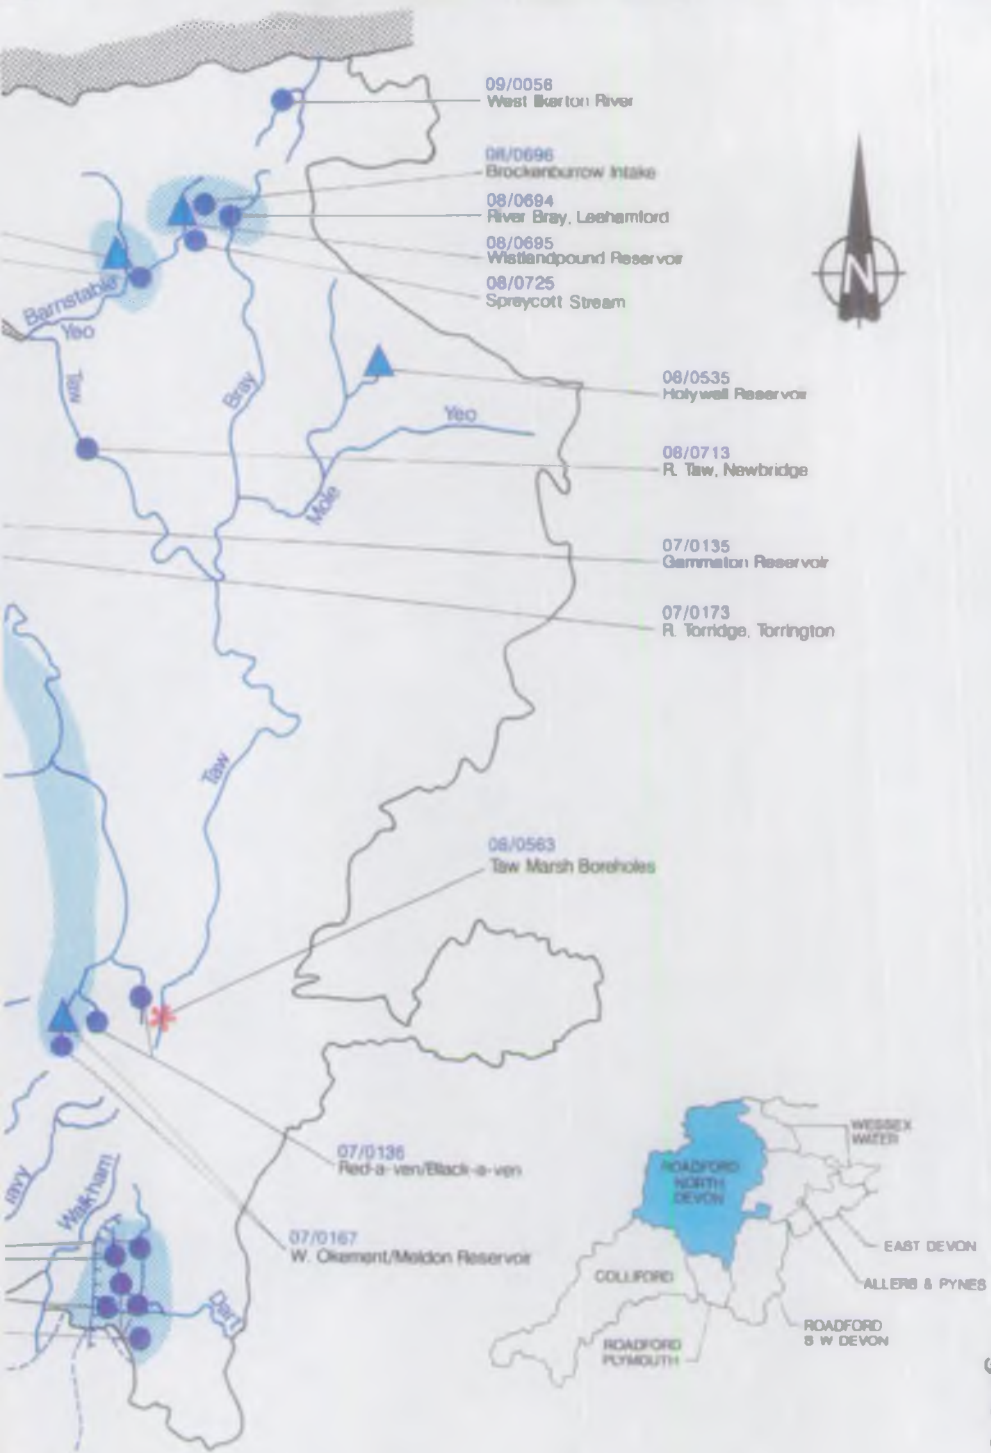 09/0056
West Ilkerton River
08/0696
Brockenburrow Intake
08/0694
River Bray, Leehamford
08/0695
Wistlandpound Reservoir
08/0725
Spreycott Stream
Barnstable
Yeo
Taw
Bray
Yeo
Mole
N
08/0535
Holywell Reservoir
08/0713
R. Taw, Newbridge
07/0135
Gammaton Reservoir
07/0173
R. Torridge, Torrington
Taw
08/0563
Taw Marsh Boreholes
07/0136
Red-a-ven/Black-a-ven
07/0167
W. Okement/Meldon Reservoir
Walkham
Dart
WESSEX
WATER
ROADFORD
NORTH
DEVON
EAST DEVON
COLLIFORD
ALLERS & PYNES
ROADFORD
S W DEVON
ROADFORD
PLYMOUTH